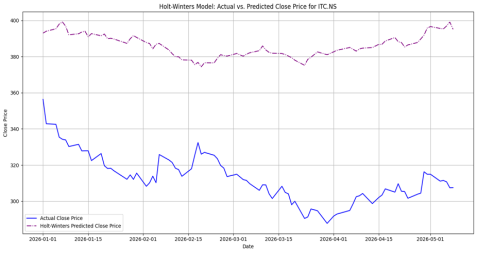 Holt-Winters Model: Actual vs. Predicted Close Price for ITC.NS
Close Price
400
380
360
340
320
300
Actual Close Price
Holt-Winters Predicted Close Price
2026-01-01 2026-01-15 2026-02-01 2026-02-15 2026-03-01 2026-03-15 2026-04-01 2026-04-15 2026-05-01
Date